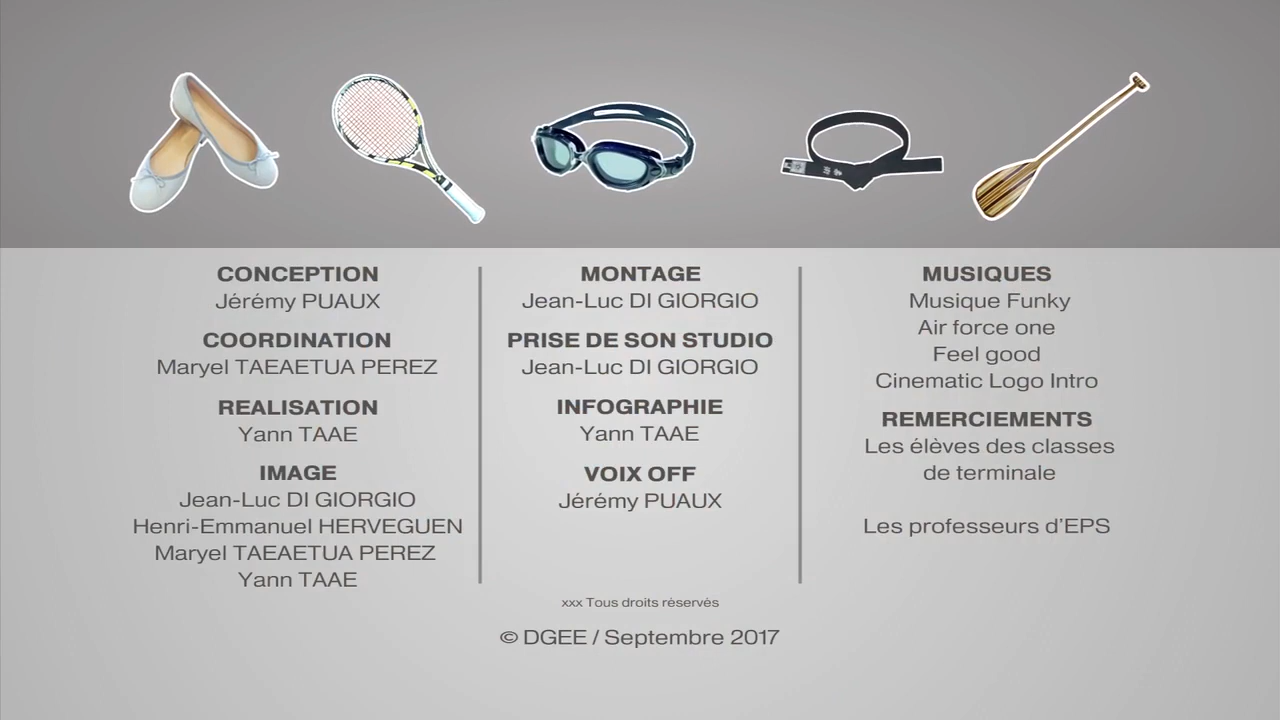 CONCEPTION
Jérémy PUAUX
COORDINATION
Maryel TAEAETUA PEREZ
REALISATION
Yann TAAE
IMAGE
Jean-Luc DI GIORGIO
Henri-Emmanuel HERVEGUEN
Maryel TAEAETUA PEREZ
Yann TAAE
MONTAGE
Jean-Luc DI GIORGIO
PRISE DE SON STUDIO
Jean-Luc DI GIORGIO
INFOGRAPHIE
Yann TAAE
VOIX OFF
Jérémy PUAUX
MUSIQUES
Musique Funky
Air force one
Feel good
Cinematic Logo Intro
REMERCIEMENTS
Les élèves des classes
de terminale
Les professeurs d'EPS
xxx Tous droits réservés
© DGEE / Septembre 2017